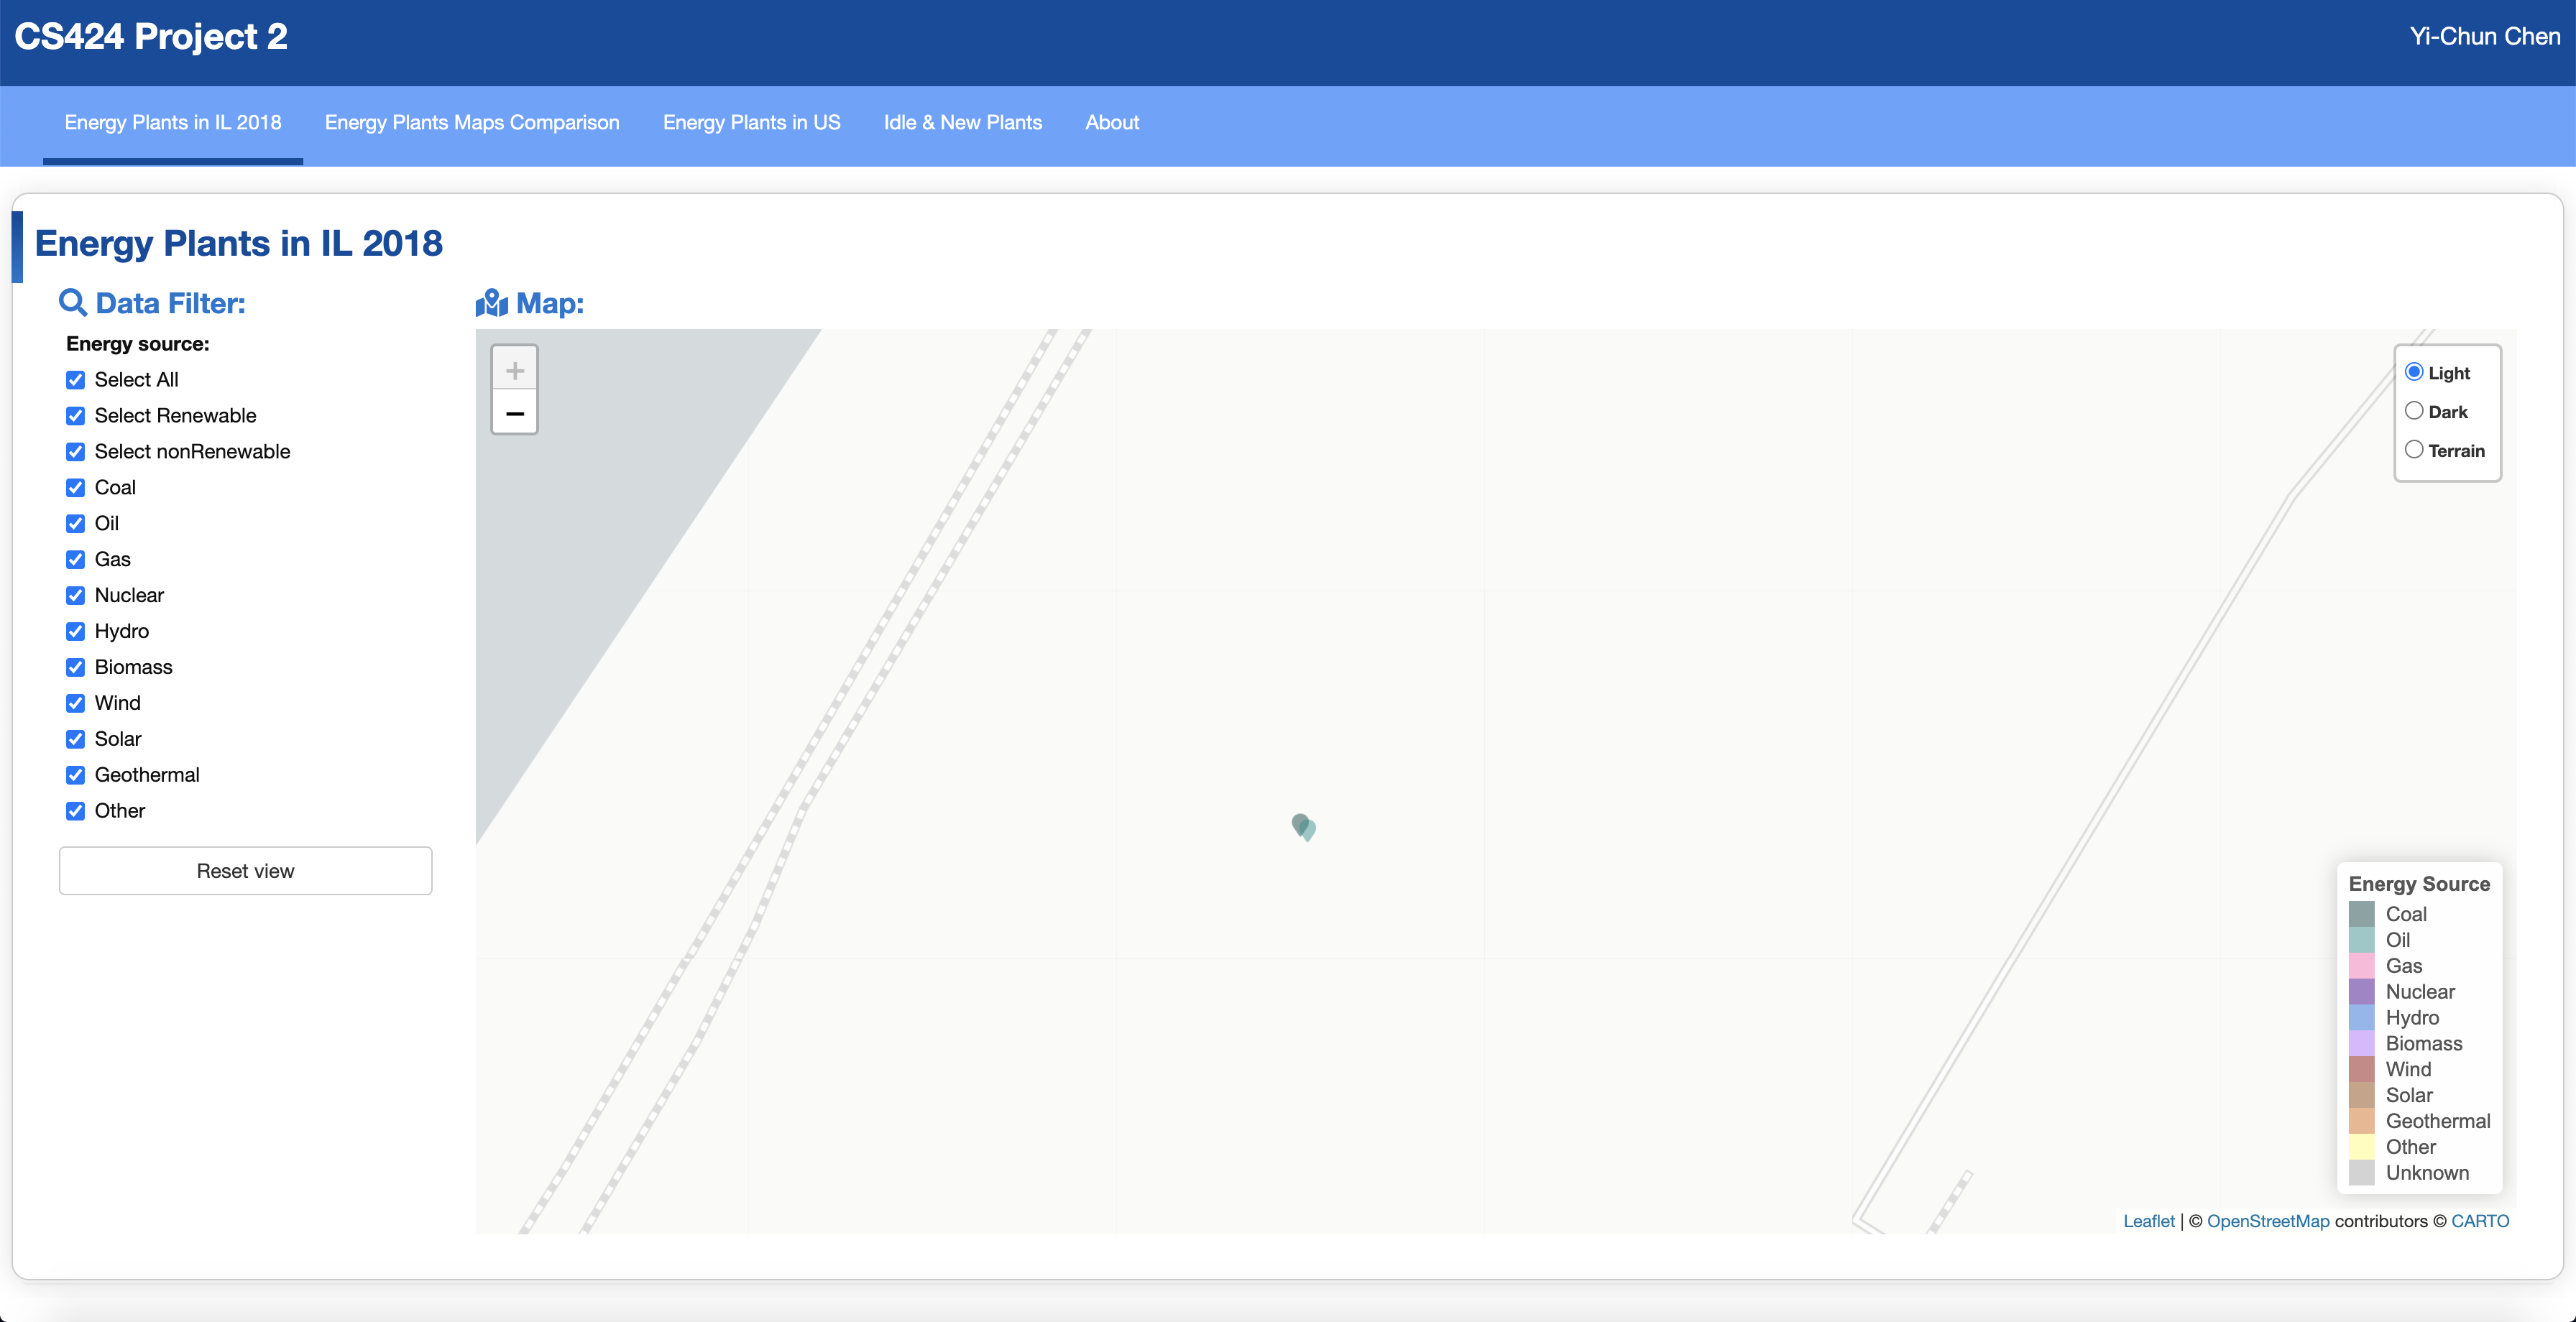 CS424 Project 2
Yi-Chun Chen
Energy Plants in IL 2018
Energy Plants Maps Comparison
Energy Plants in US
Idle & New Plants
About
Energy Plants in IL 2018
Data Filter:
Energy source:
Select All
Select Renewable
Select nonRenewable
Coal
Oil
Gas
Nuclear
Hydro
Biomass
Wind
Solar
Geothermal
Other
Reset view
Map:
+
−
Light
Dark
Terrain
Energy Source
Coal
Oil
Gas
Nuclear
Hydro
Biomass
Wind
Solar
Geothermal
Other
Unknown
Leaflet | © OpenStreetMap contributors © CARTO